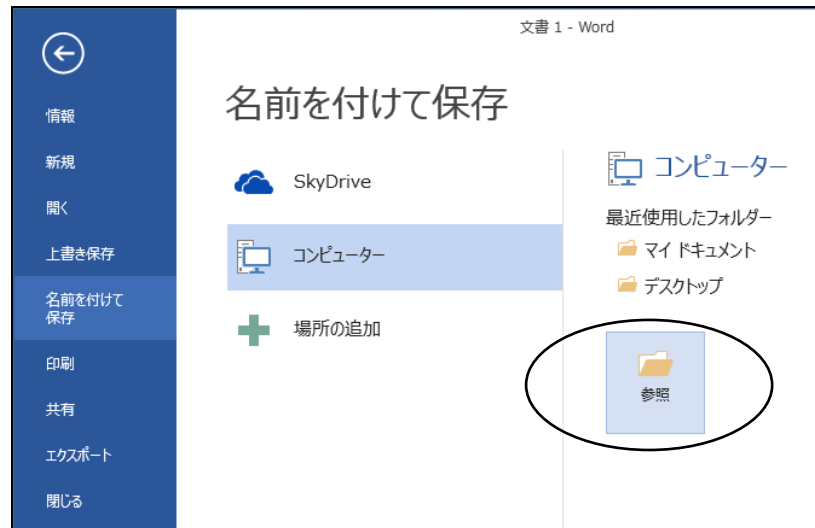 文書 1 - Word
情報
新規
開く
上書き保存
名前を付けて
保存
印刷
共有
エクスポート
閉じる
名前を付けて保存
SkyDrive
コンピューター
場所の追加
コンピューター
最近使用したフォルダー
マイ ドキュメント
デスクトップ
参照